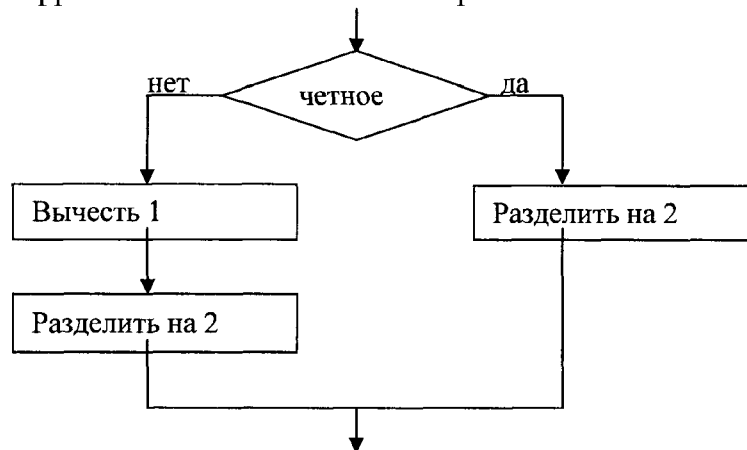 нет
четное
да
Вычесть 1
Разделить на 2
Разделить на 2